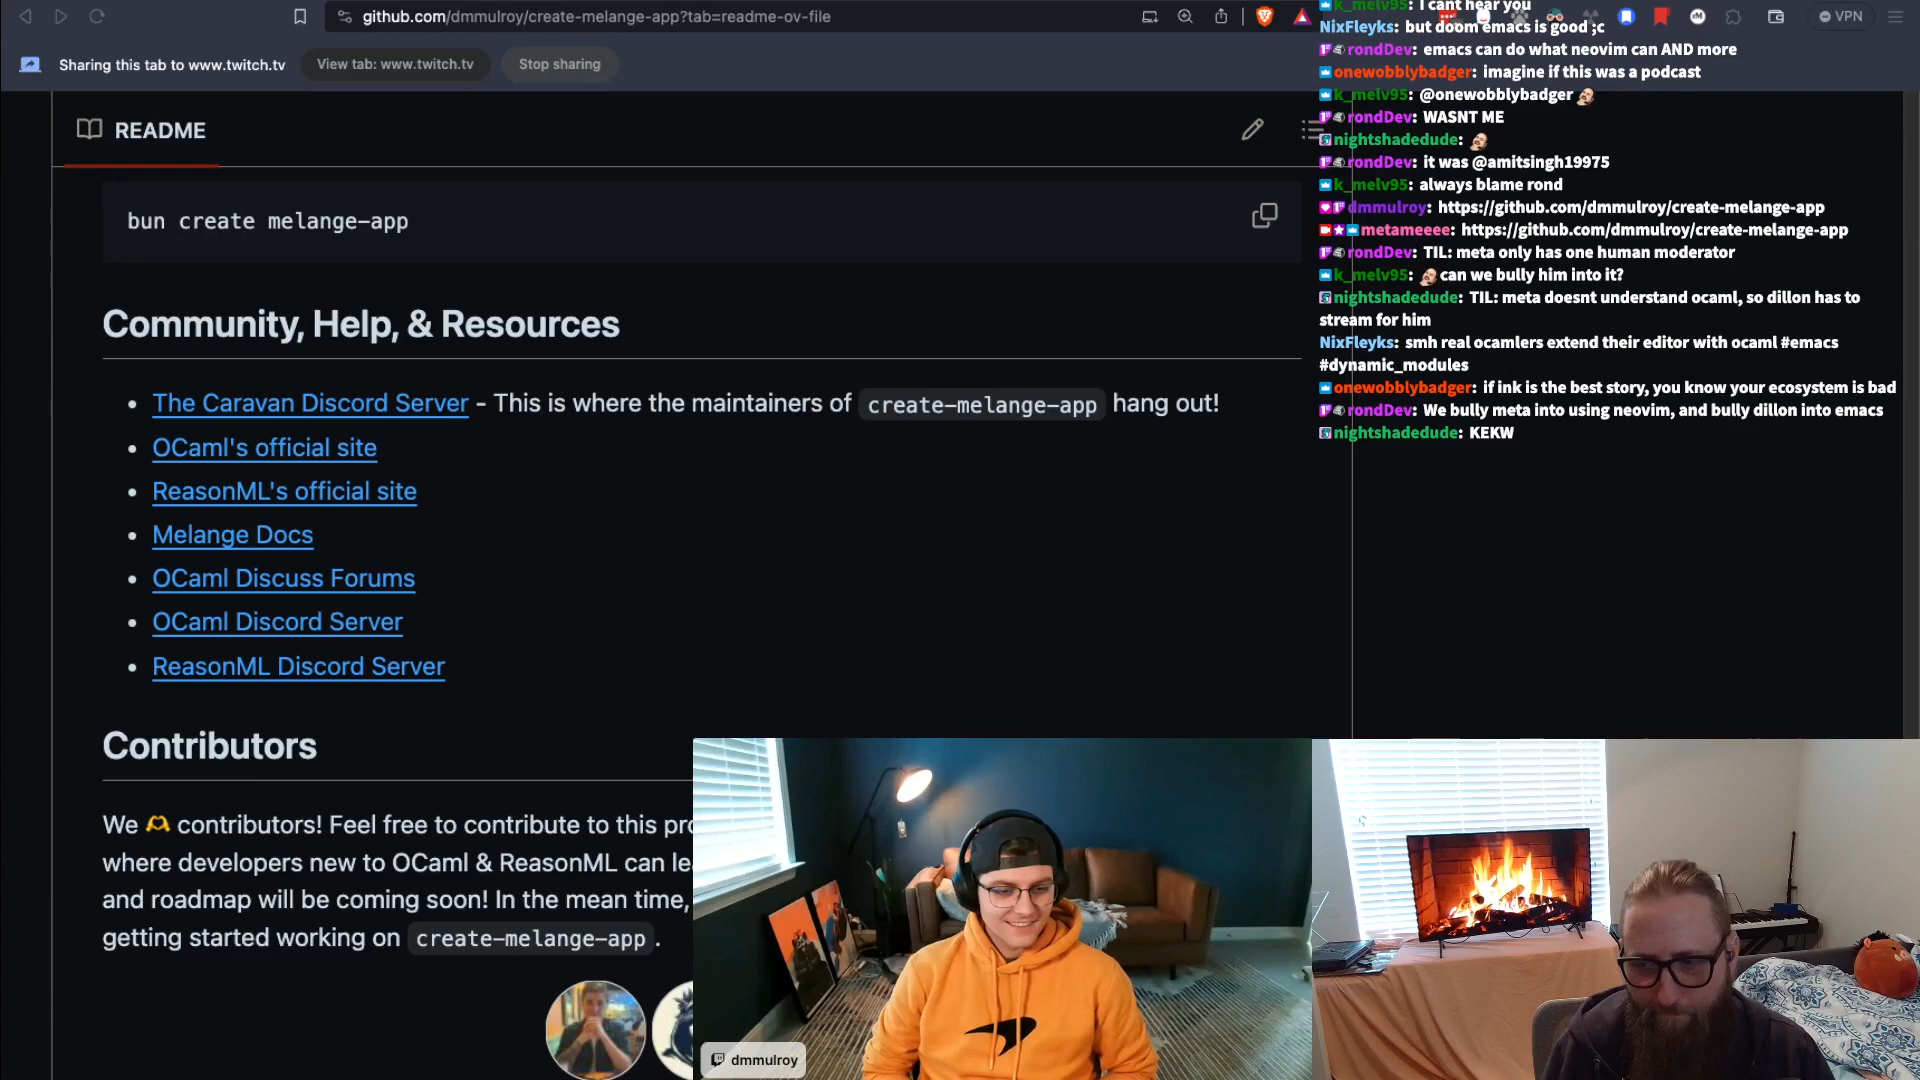 github.com/dmmulroy/create-melange-app?tab=readme-ov-file
VPN
Sharing this tab to www.twitch.tv
View tab: www.twitch.tv
Stop sharing
README
bun create melange-app
Community, Help, & Resources
The Caravan Discord Server - This is where the maintainers of create-melange-app hang out!
OCaml's official site
ReasonML's official site
Melange Docs
OCaml Discuss Forums
OCaml Discord Server
ReasonML Discord Server
Contributors
We 🫶 contributors! Feel free to contribute to this pro
where developers new to OCaml & ReasonML can lea
and roadmap will be coming soon! In the mean time,
getting started working on create-melange-app.
k_melv95: I cant hear you
NixFleyks: but doom emacs is good ;c
rondDev: emacs can do what neovim can AND more
onewobblybadger: imagine if this was a podcast
k_melv95: @onewobblybadger
rondDev: WASNT ME
nightshadedude:
rondDev: it was @amitsingh19975
k_melv95: always blame rond
dmmulroy: https://github.com/dmmulroy/create-melange-app
metameeee: https://github.com/dmmulroy/create-melange-app
rondDev: TIL: meta only has one human moderator
k_melv95: can we bully him into it?
nightshadedude: TIL: meta doesnt understand ocaml, so dillon has to
stream for him
NixFleyks: smh real ocamlers extend their editor with ocaml #emacs
#dynamic_modules
onewobblybadger: if ink is the best story, you know your ecosystem is bad
rondDev: We bully meta into using neovim, and bully dillon into emacs
nightshadedude: KEKW
dmmulroy